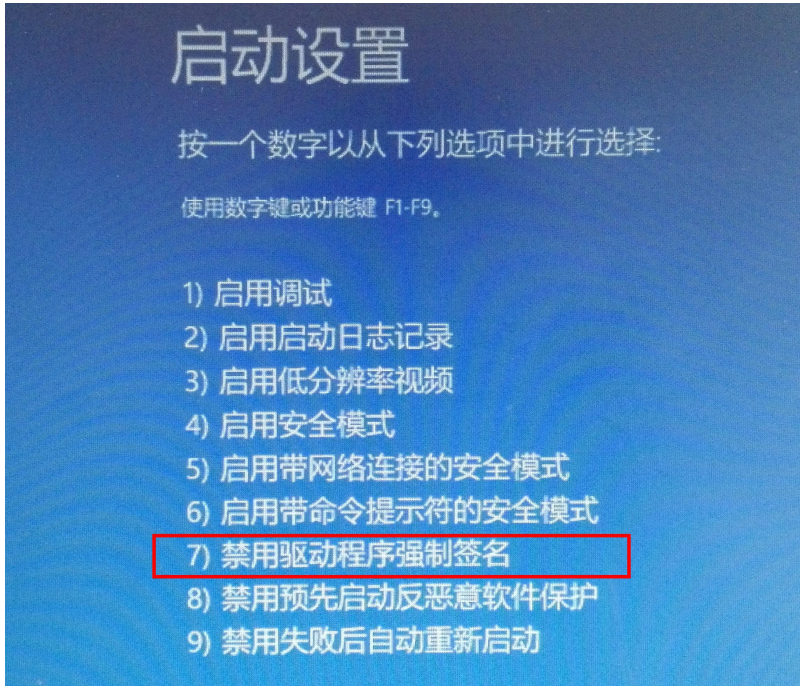 启动设置
按一个数字以从下列选项中进行选择:
使用数字键或功能键 F1-F9。
1) 启用调试
2) 启用启动日志记录
3) 启用低分辨率视频
4) 启用安全模式
5) 启用带网络连接的安全模式
6) 启用带命令提示符的安全模式
7) 禁用驱动程序强制签名
8) 禁用预先启动反恶意软件保护
9) 禁用失败后自动重新启动